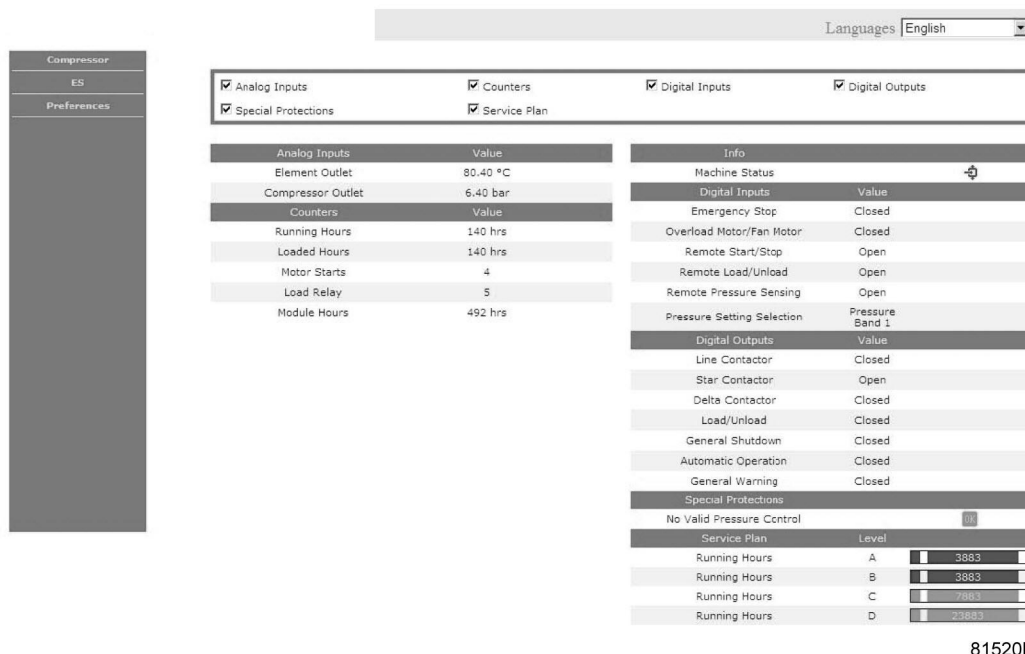 Languages English
Compressor
ES
Preferences
Analog Inputs Counters Digital Inputs Digital Outputs
Special Protections Service Plan
Analog Inputs Value
Element Outlet 80.40 °C
Compressor Outlet 6.40 bar
Counters Value
Running Hours 140 hrs
Loaded Hours 140 hrs
Motor Starts 4
Load Relay 5
Module Hours 492 hrs
Info
Machine Status
Digital Inputs Value
Emergency Stop Closed
Overload Motor/Fan Motor Closed
Remote Start/Stop Open
Remote Load/Unload Open
Remote Pressure Sensing Open
Pressure Setting Selection Pressure
Band 1
Digital Outputs Value
Line Contactor Closed
Star Contactor Open
Delta Contactor Closed
Load/Unload Closed
General Shutdown Closed
Automatic Operation Closed
General Warning Closed
Special Protections
No Valid Pressure Control OK
Service Plan Level
Running Hours A 3883
Running Hours B 3883
Running Hours C 7883
Running Hours D 23883